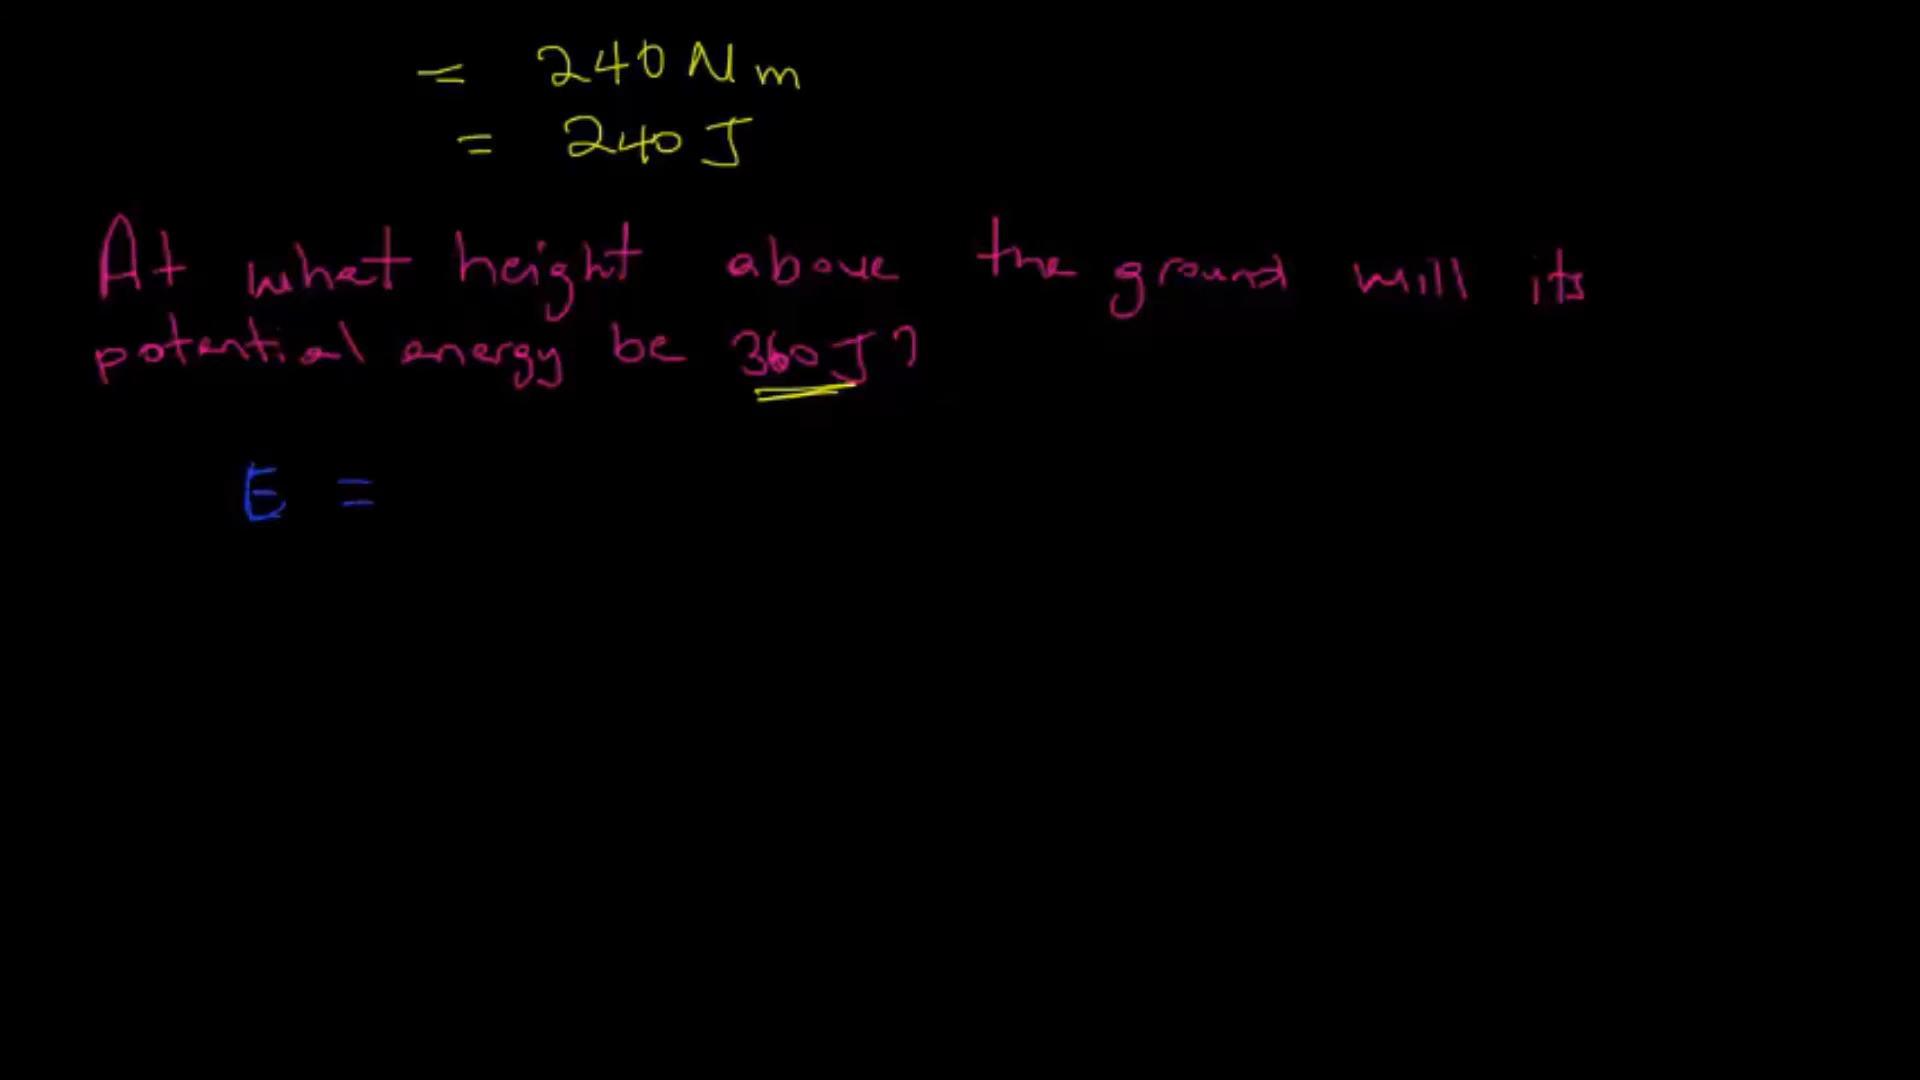 = 240 N m
= 240 J
At what height above the ground will its
potential energy be 360 J ?
E =